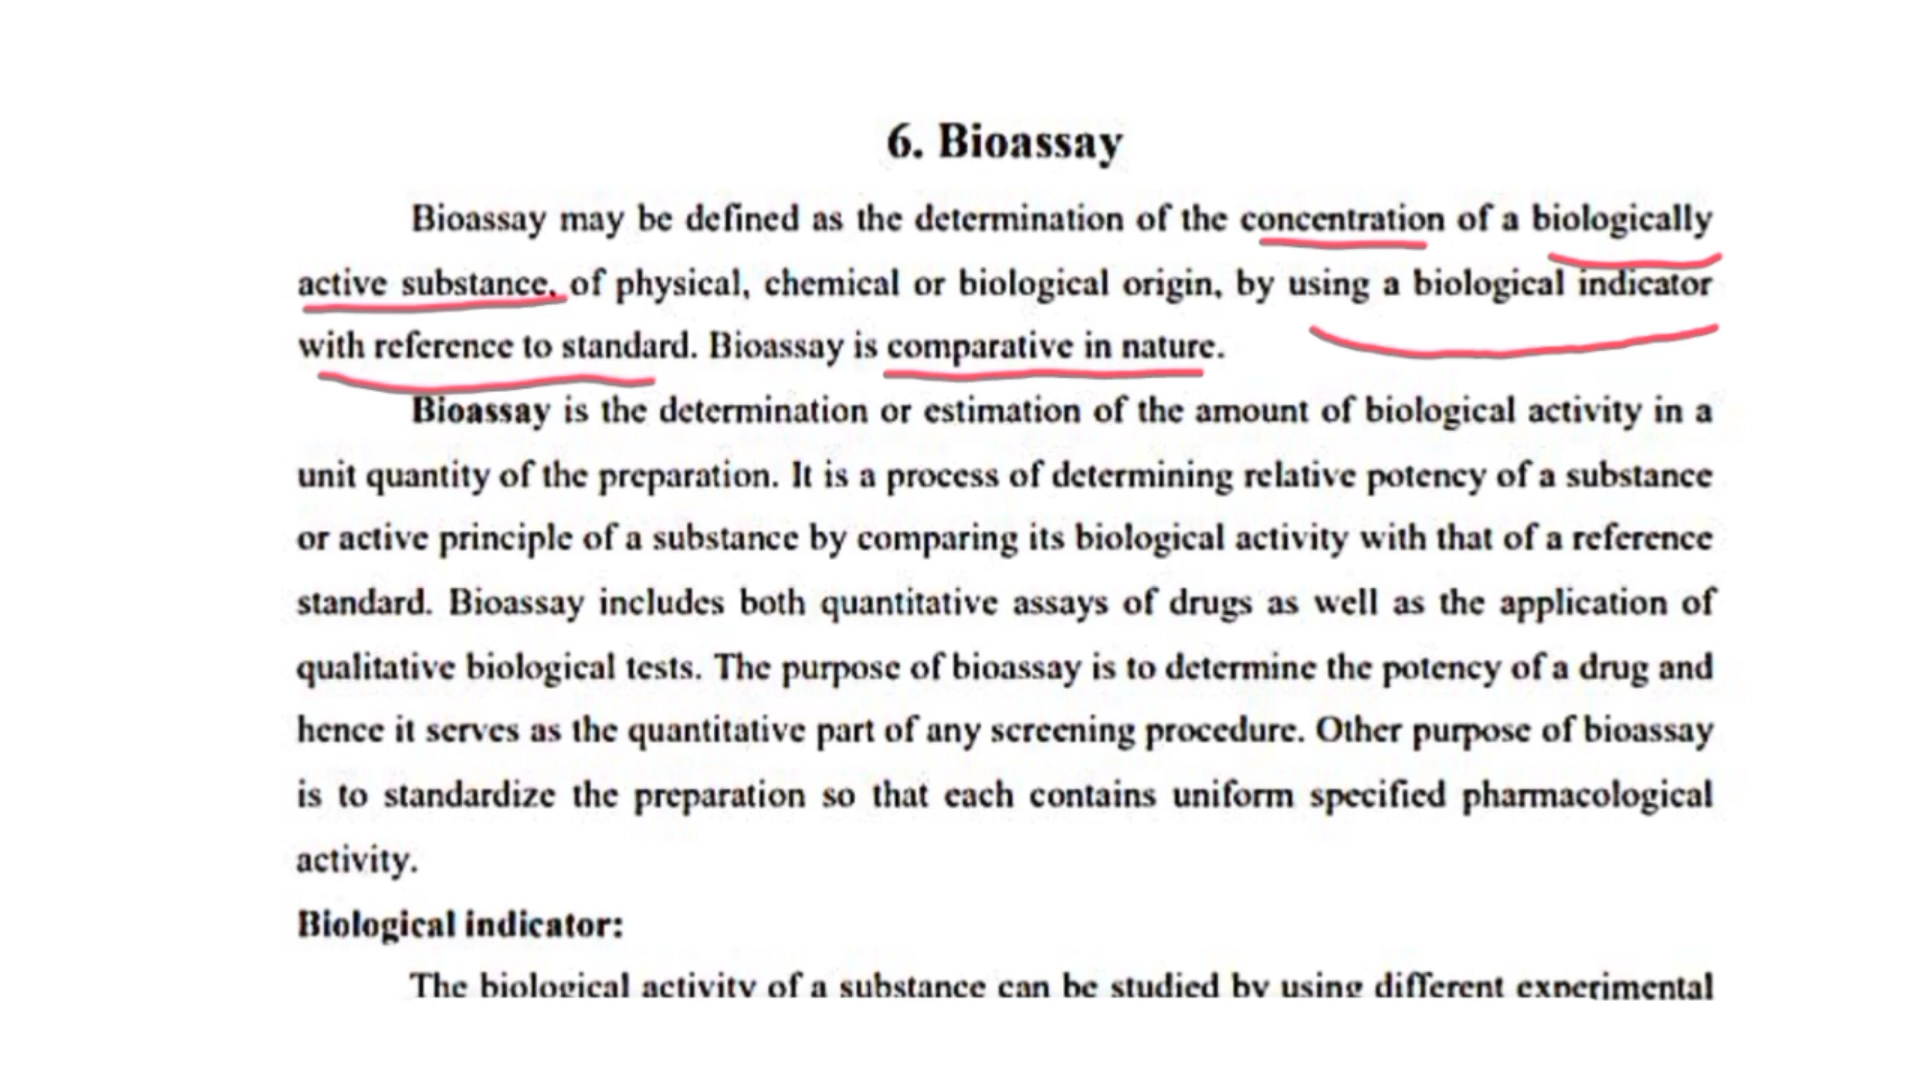 6. Bioassay
Bioassay may be defined as the determination of the concentration of a biologically
active substance, of physical, chemical or biological origin, by using a biological indicator
with reference to standard. Bioassay is comparative in nature.
Bioassay is the determination or estimation of the amount of biological activity in a
unit quantity of the preparation. It is a process of determining relative potency of a substance
or active principle of a substance by comparing its biological activity with that of a reference
standard. Bioassay includes both quantitative assays of drugs as well as the application of
qualitative biological tests. The purpose of bioassay is to determine the potency of a drug and
hence it serves as the quantitative part of any screening procedure. Other purpose of bioassay
is to standardize the preparation so that each contains uniform specified pharmacological
activity.
Biological indicator:
The biological activity of a substance can be studied by using different experimental